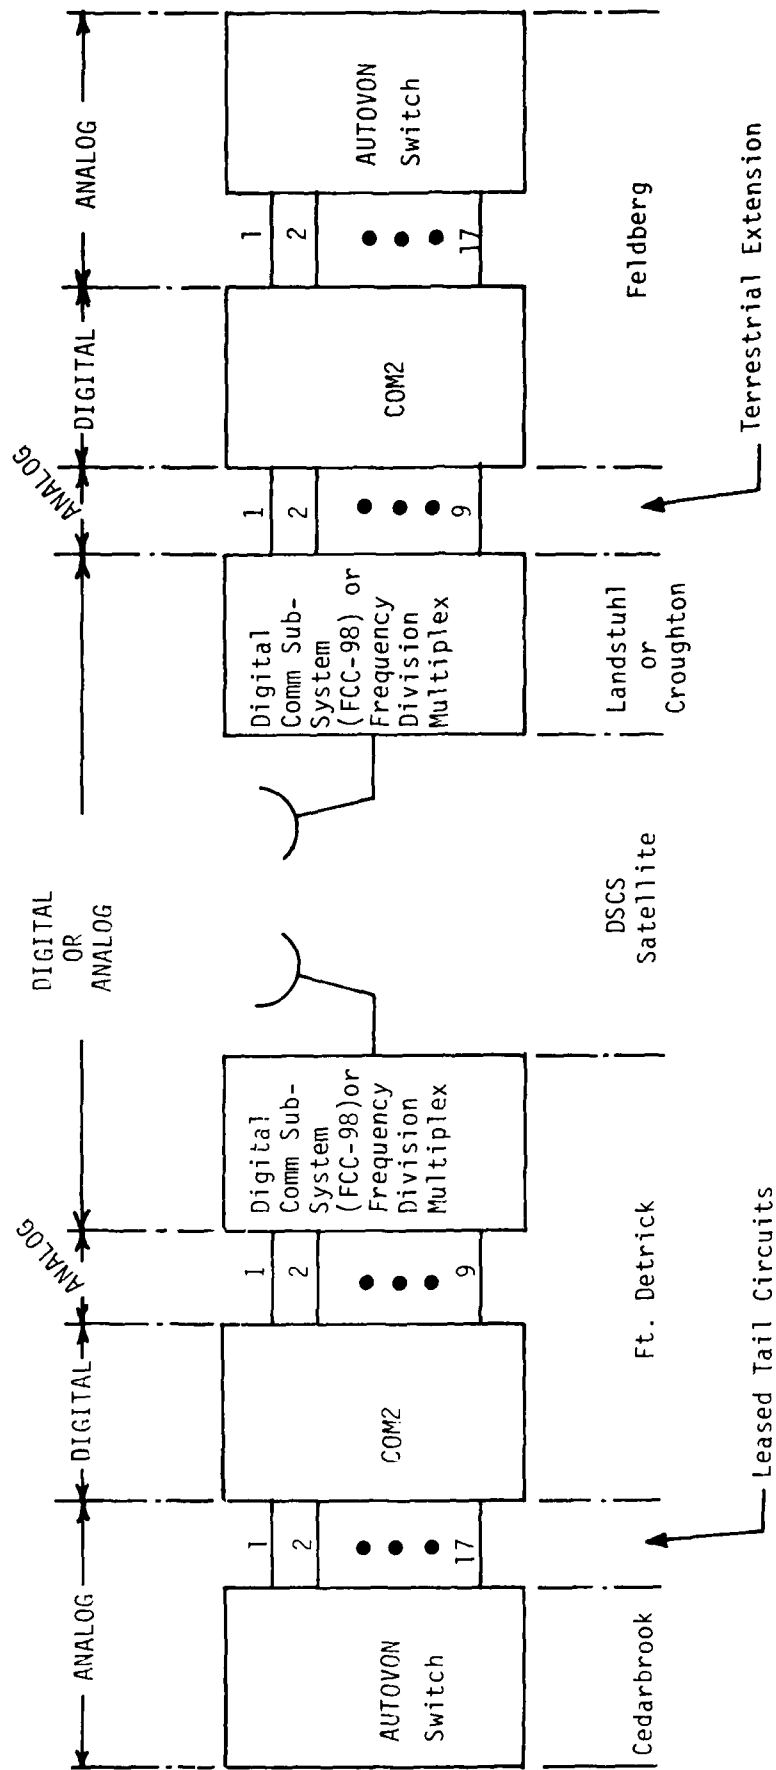 ANALOG
DIGITAL
ANALOG
DIGITAL
OR
ANALOG
ANALOG
DIGITAL
ANALOG
AUTOVON
Switch
1
2
17
COM2
1
2
9
Digital
Comm Sub-
System
(FCC-98)or
Frequency
Division
Multiplex
Digital
Comm Sub-
System
(FCC-98) or
Frequency
Division
Multiplex
1
2
9
COM2
1
2
17
AUTOVON
Switch
Cedarbrook
Ft. Detrick
DSCS
Satellite
Landstuhl
or
Croughton
Feldberg
Leased Tail Circuits
Terrestrial Extension